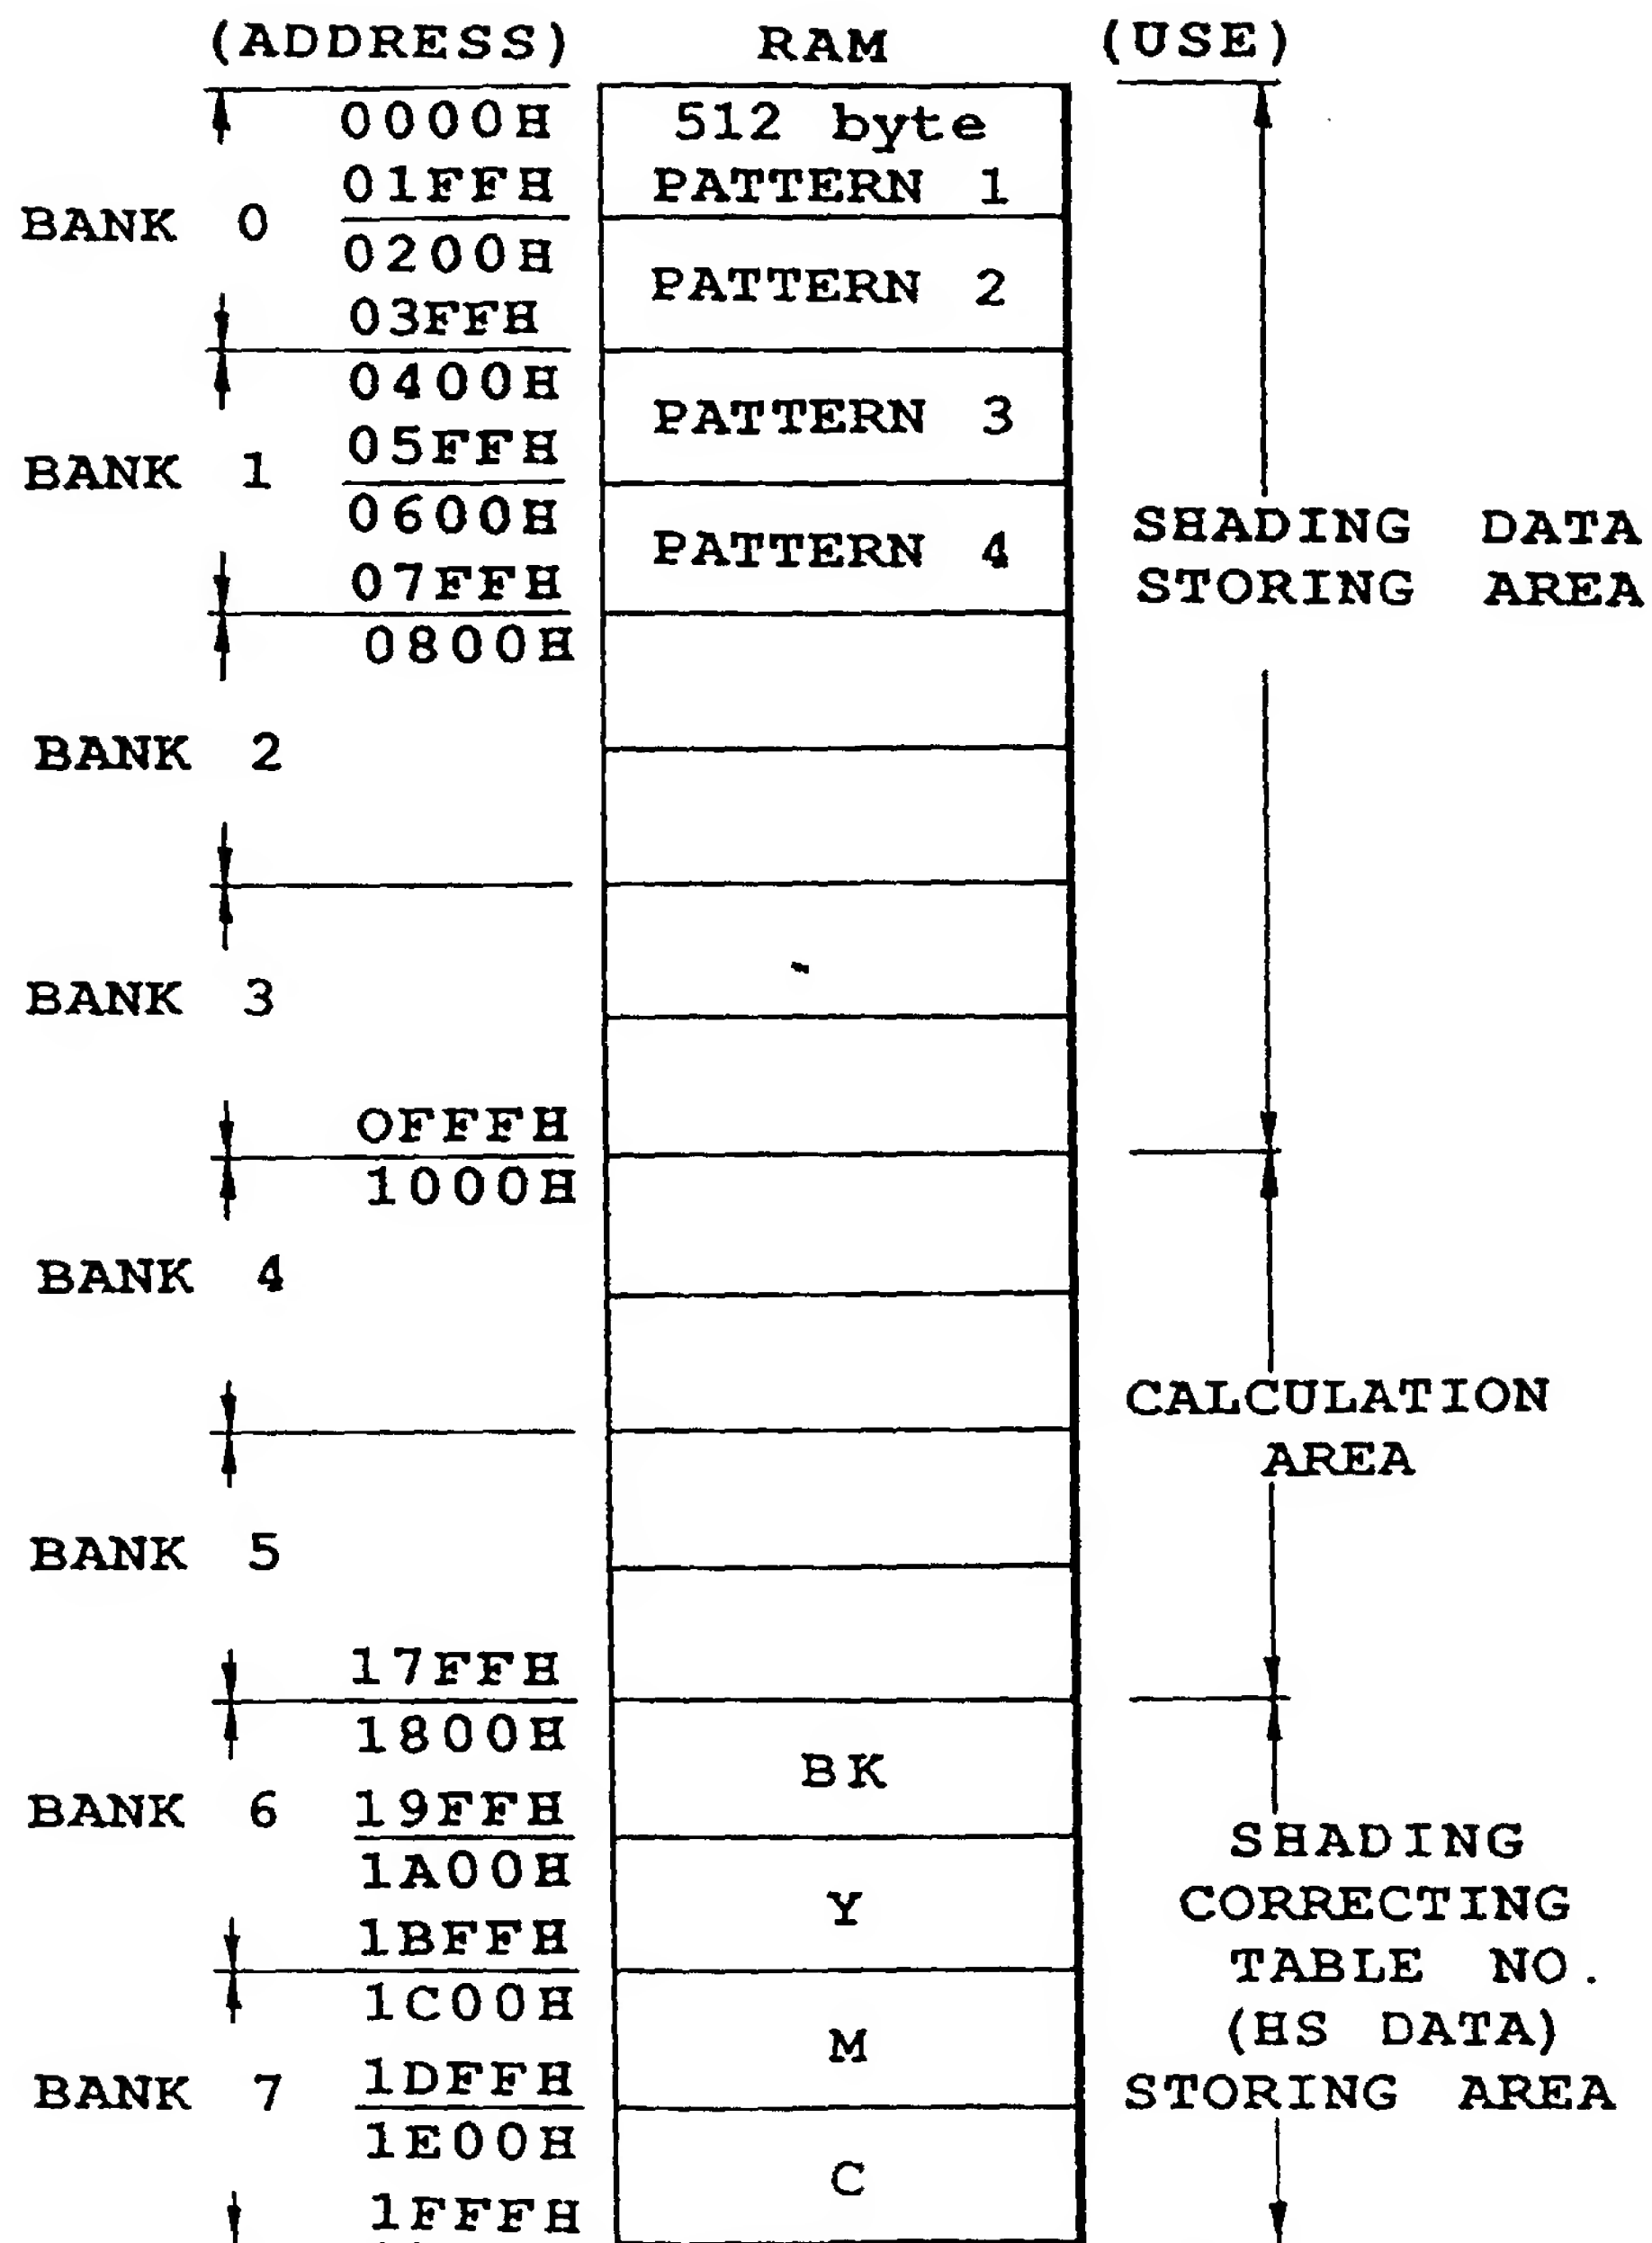 (ADDRESS) RAM (USE)
0000H 512 byte
01FFH PATTERN 1
BANK 0
0200H
PATTERN 2
03FFH
0400H
PATTERN 3
05FFH
BANK 1
0600H
PATTERN 4
07FFH
SHADING DATA
STORING AREA
0800H
BANK 2
BANK 3
0FFFH
1000H
BANK 4
CALCULATION
AREA
BANK 5
17FFH
1800H
BK
BANK 6 19FFH
1A00H
Y
1BFFH
1C00H
M
BANK 7 1DFFH
1E00H
C
1FFFH
SHADING
CORRECTING
TABLE NO.
(HS DATA)
STORING AREA